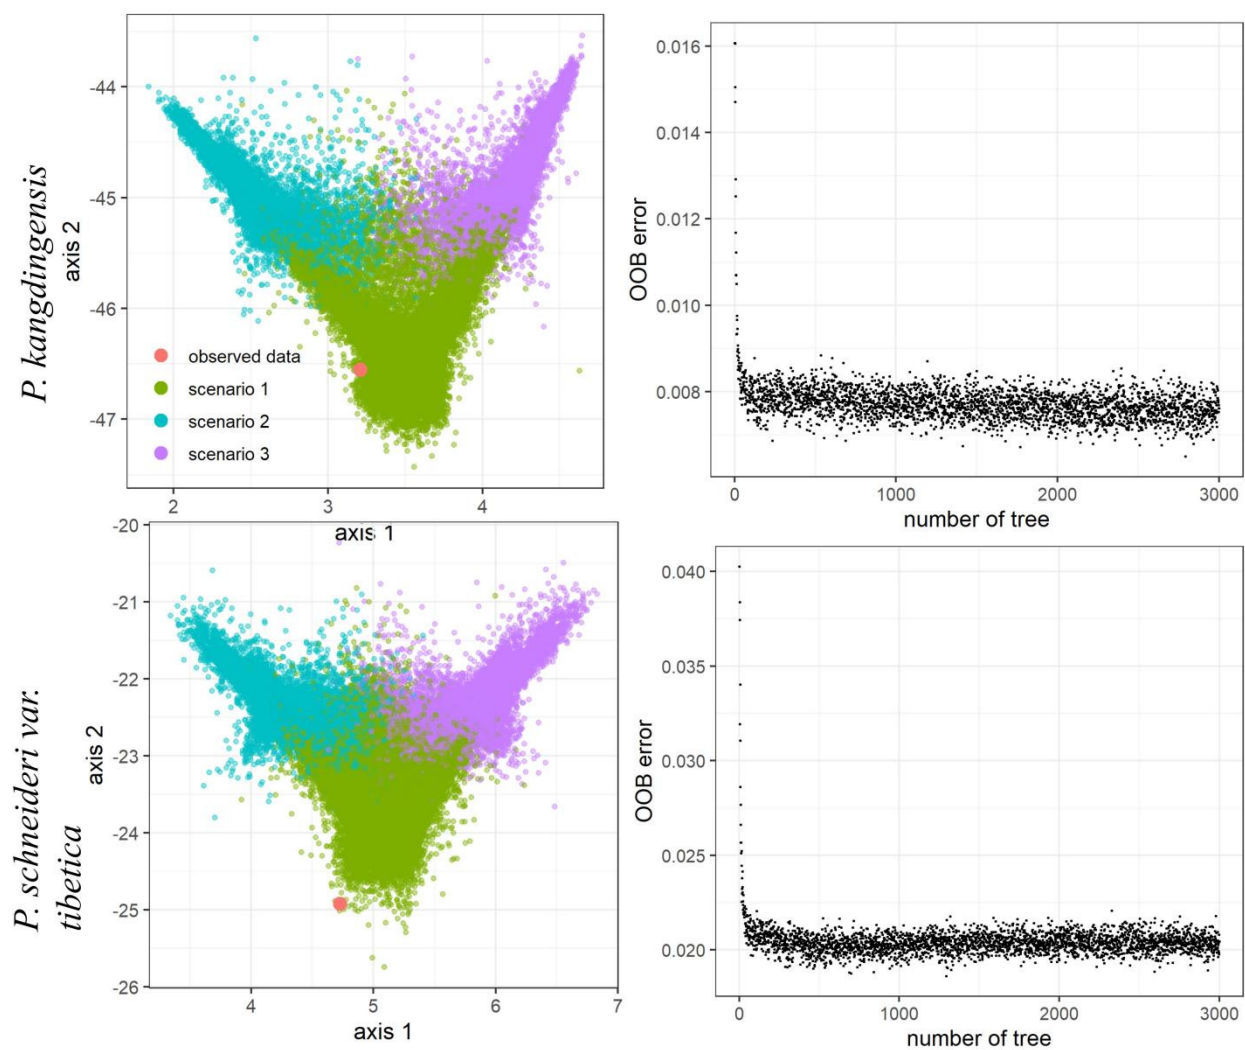 P. kangdingensis
axis 2
-44
-45
-46
-47
observed data
scenario 1
scenario 2
scenario 3
2 3 4
axis 1
OOB error
0.016
0.014
0.012
0.010
0.008
0 1000 2000 3000
number of tree
P. schneideri var.
tibetica
axis 2
-20
-21
-22
-23
-24
-25
-26
4 5 6 7
axis 1
OOB error
0.040
0.035
0.030
0.025
0.020
0 1000 2000 3000
number of tree